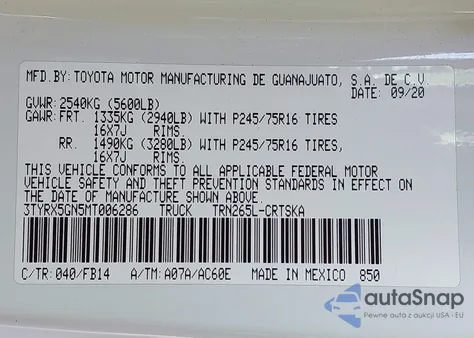 MFD.BY:TOYOTA MOTOR MANUFACTURING DE GUANAJUATO, S.A. DE C.V.
DATE: 09/20
GVWR: 2540KG (5600LB)
GAWR:FRT. 1335KG (2940LB) WITH P245/75R16 TIRES
16X7J RIMS.
RR. 1490KG (3280LB) WITH P245/75R16 TIRES,
16X7J RIMS.
THIS VEHICLE CONFORMS TO ALL APPLICABLE FEDERAL MOTOR
VEHICLE SAFETY AND THEFT PREVENTION STANDARDS IN EFFECT ON
THE DATE OF MANUFACTURE SHOWN ABOVE.
3TYRX5GN5MT006286 TRUCK TRN265L-CRTSKA
C/TR: 040/FB14 A/TM: A07A/AC60E MADE IN MEXICO 850
autoSnap
Pewne auta z aukcji USA - EU